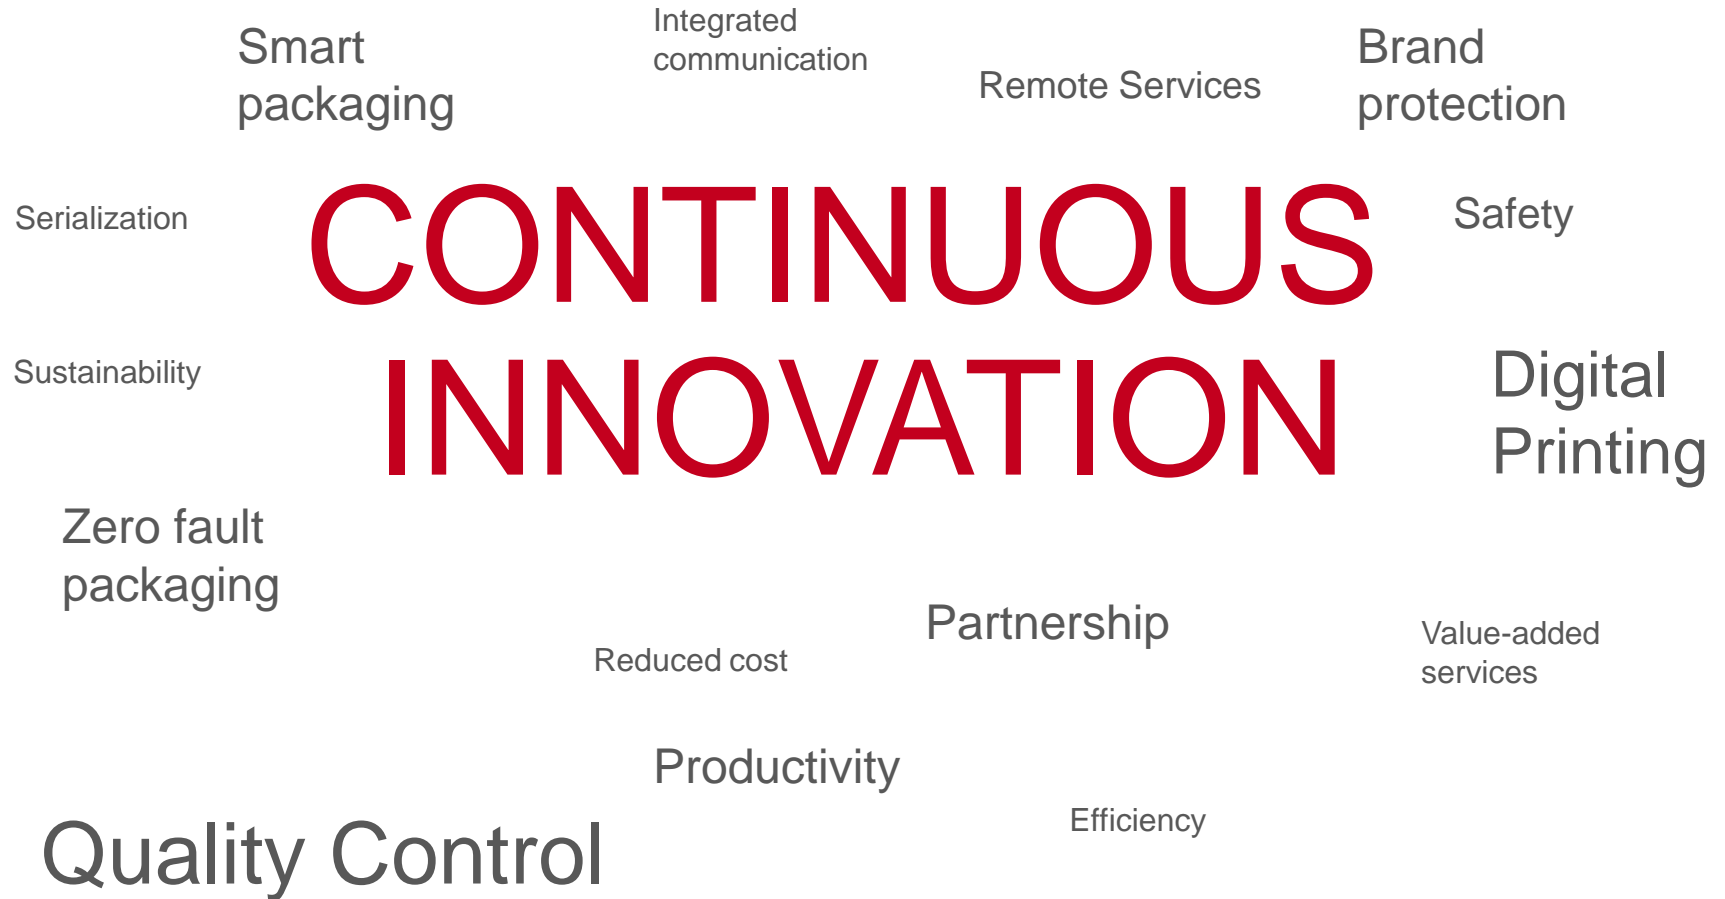 Smart
packaging
Integrated
communication
Remote Services
Brand
protection
Serialization
CONTINUOUS
INNOVATION
Safety
Sustainability
Digital
Printing
Zero fault
packaging
Reduced cost
Partnership
Value-added
services
Productivity
Efficiency
Quality Control